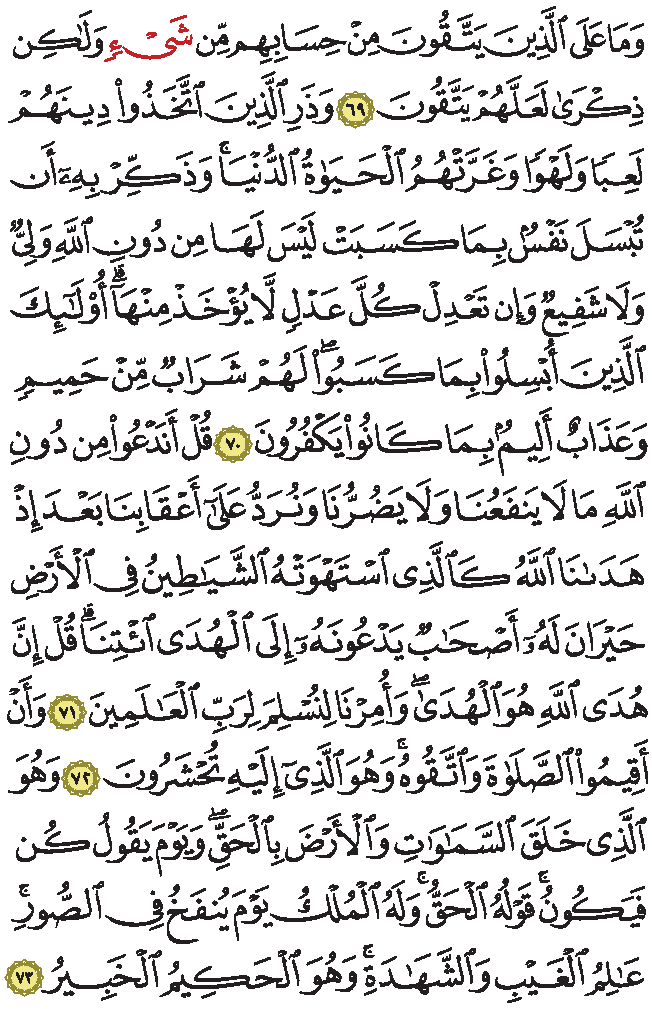 وَمَا عَلَى ٱلَّذِينَ يَتَّقُونَ مِنْ حِسَابِهِم مِّن شَىْءٍ وَلَٰكِن
ذِكْرَىٰ لَعَلَّهُمْ يَتَّقُونَ ٦٩ وَذَرِ ٱلَّذِينَ ٱتَّخَذُوا۟ دِينَهُمْ
لَعِبًا وَلَهْوًا وَغَرَّتْهُمُ ٱلْحَيَوٰةُ ٱلدُّنْيَا ۚ وَذَكِّرْ بِهِۦٓ أَن
تُبْسَلَ نَفْسٌۢ بِمَا كَسَبَتْ لَيْسَ لَهَا مِن دُونِ ٱللَّهِ وَلِىٌّ
وَلَا شَفِيعٌ وَإِن تَعْدِلْ كُلَّ عَدْلٍ لَّا يُؤْخَذْ مِنْهَآ ۗ أُو۟لَٰٓئِكَ
ٱلَّذِينَ أُبْسِلُوا۟ بِمَا كَسَبُوا۟ ۖ لَهُمْ شَرَابٌ مِّنْ حَمِيمٍ
وَعَذَابٌ أَلِيمٌۢ بِمَا كَانُوا۟ يَكْفُرُونَ ٧٠ قُلْ أَنَدْعُوا۟ مِن دُونِ
ٱللَّهِ مَا لَا يَنفَعُنَا وَلَا يَضُرُّنَا وَنُرَدُّ عَلَىٰٓ أَعْقَابِنَا بَعْدَ إِذْ
هَدَىٰنَا ٱللَّهُ كَٱلَّذِى ٱسْتَهْوَتْهُ ٱلشَّيَٰطِينُ فِى ٱلْأَرْضِ
حَيْرَانَ لَهُۥٓ أَصْحَٰبٌ يَدْعُونَهُۥٓ إِلَى ٱلْهُدَى ٱئْتِنَا ۗ قُلْ إِنَّ
هُدَى ٱللَّهِ هُوَ ٱلْهُدَىٰ ۖ وَأُمِرْنَا لِنُسْلِمَ لِرَبِّ ٱلْعَٰلَمِينَ ٧١ وَأَنْ
أَقِيمُوا۟ ٱلصَّلَوٰةَ وَٱتَّقُوهُ ۚ وَهُوَ ٱلَّذِىٓ إِلَيْهِ تُحْشَرُونَ ٧٢ وَهُوَ
ٱلَّذِى خَلَقَ ٱلسَّمَٰوَٰتِ وَٱلْأَرْضَ بِٱلْحَقِّ ۖ وَيَوْمَ يَقُولُ كُن
فَيَكُونُ ۚ قَوْلُهُ ٱلْحَقُّ ۚ وَلَهُ ٱلْمُلْكُ يَوْمَ يُنفَخُ فِى ٱلصُّورِ ۚ
عَٰلِمُ ٱلْغَيْبِ وَٱلشَّهَٰدَةِ ۚ وَهُوَ ٱلْحَكِيمُ ٱلْخَبِيرُ ٧٣